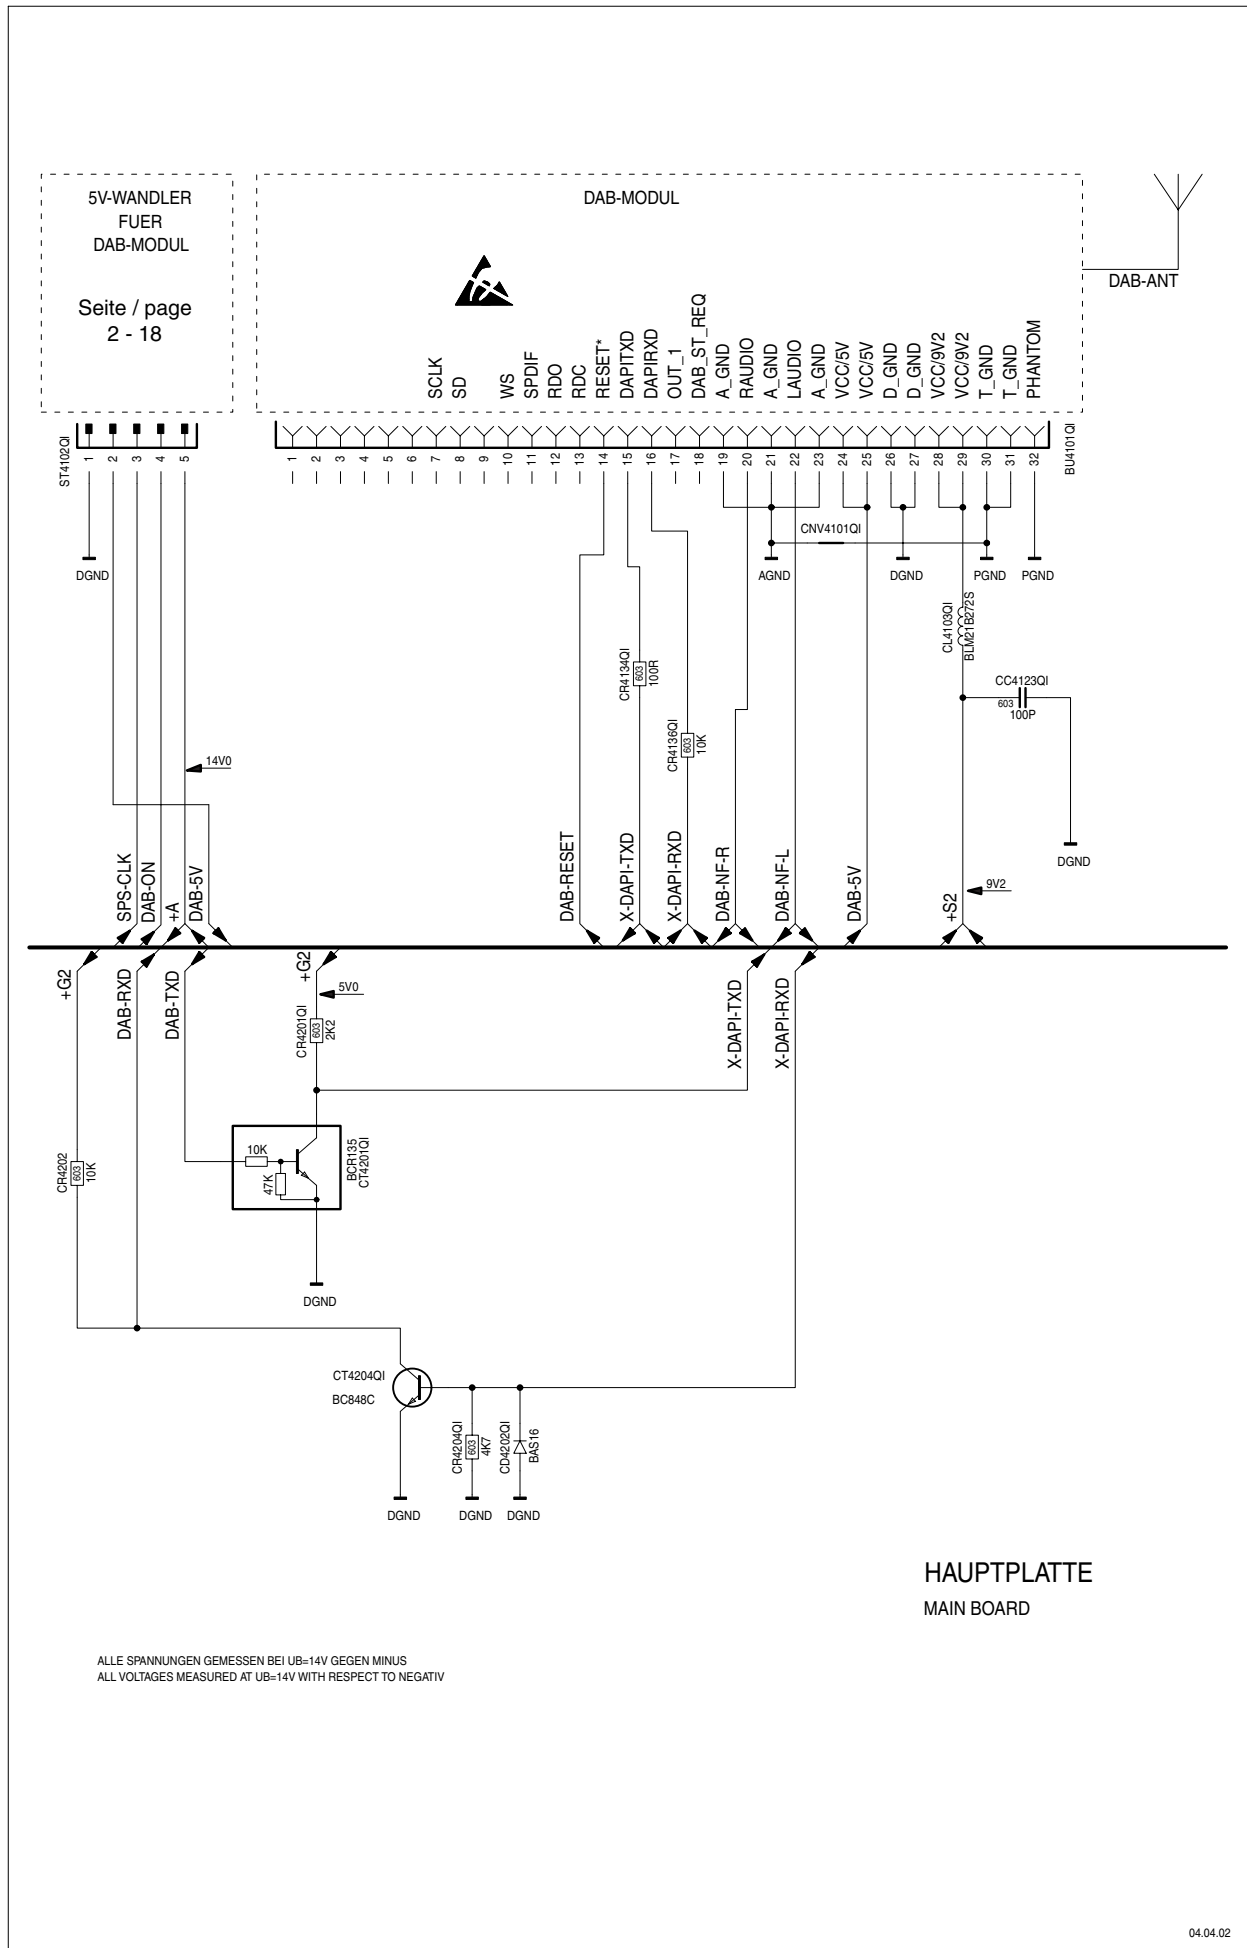 5V-WANDLER
FUER
DAB-MODUL
Seite / page
2 - 18
DAB-MODUL
DAB-ANT
SCLK
SD
WS
SPDIF
RDO
RDC
RESET*
DAPITXD
DAPIRXD
OUT_1
DAB_ST_REQ
A_GND
RAUDIO
A_GND
LAUDIO
A_GND
VCC/5V
VCC/5V
D_GND
D_GND
VCC/9V2
VCC/9V2
T_GND
T_GND
PHANTOM
ST4102QI
1
2
3
4
5
1
2
3
4
5
6
7
8
9
10
11
12
13
14
15
16
17
18
19
20
21
22
23
24
25
26
27
28
29
30
31
32
BU4101QI
CNV4101QI
DGND
AGND
DGND
PGND
PGND
CL4103QI
BLM21B272S
CR4134QI
603
100R
CC4123QI
603
100P
CR4136QI
603
10K
14V0
DGND
SPS-CLK
DAB-ON
+A
DAB-5V
DAB-RESET
X-DAPI-TXD
X-DAPI-RXD
DAB-NF-R
DAB-NF-L
DAB-5V
+S2
9V2
+G2
DAB-RXD
DAB-TXD
+G2
5V0
X-DAPI-TXD
X-DAPI-RXD
CR4201QI
603
2K2
CR4202
603
10K
10K
47K
BCR135
CT4201QI
DGND
CT4204QI
BC848C
CR4204QI
603
4K7
CD4202QI
BAS16
DGND
DGND
DGND
HAUPTPLATTE
MAIN BOARD
ALLE SPANNUNGEN GEMESSEN BEI UB=14V GEGEN MINUS
ALL VOLTAGES MEASURED AT UB=14V WITH RESPECT TO NEGATIV
04.04.02